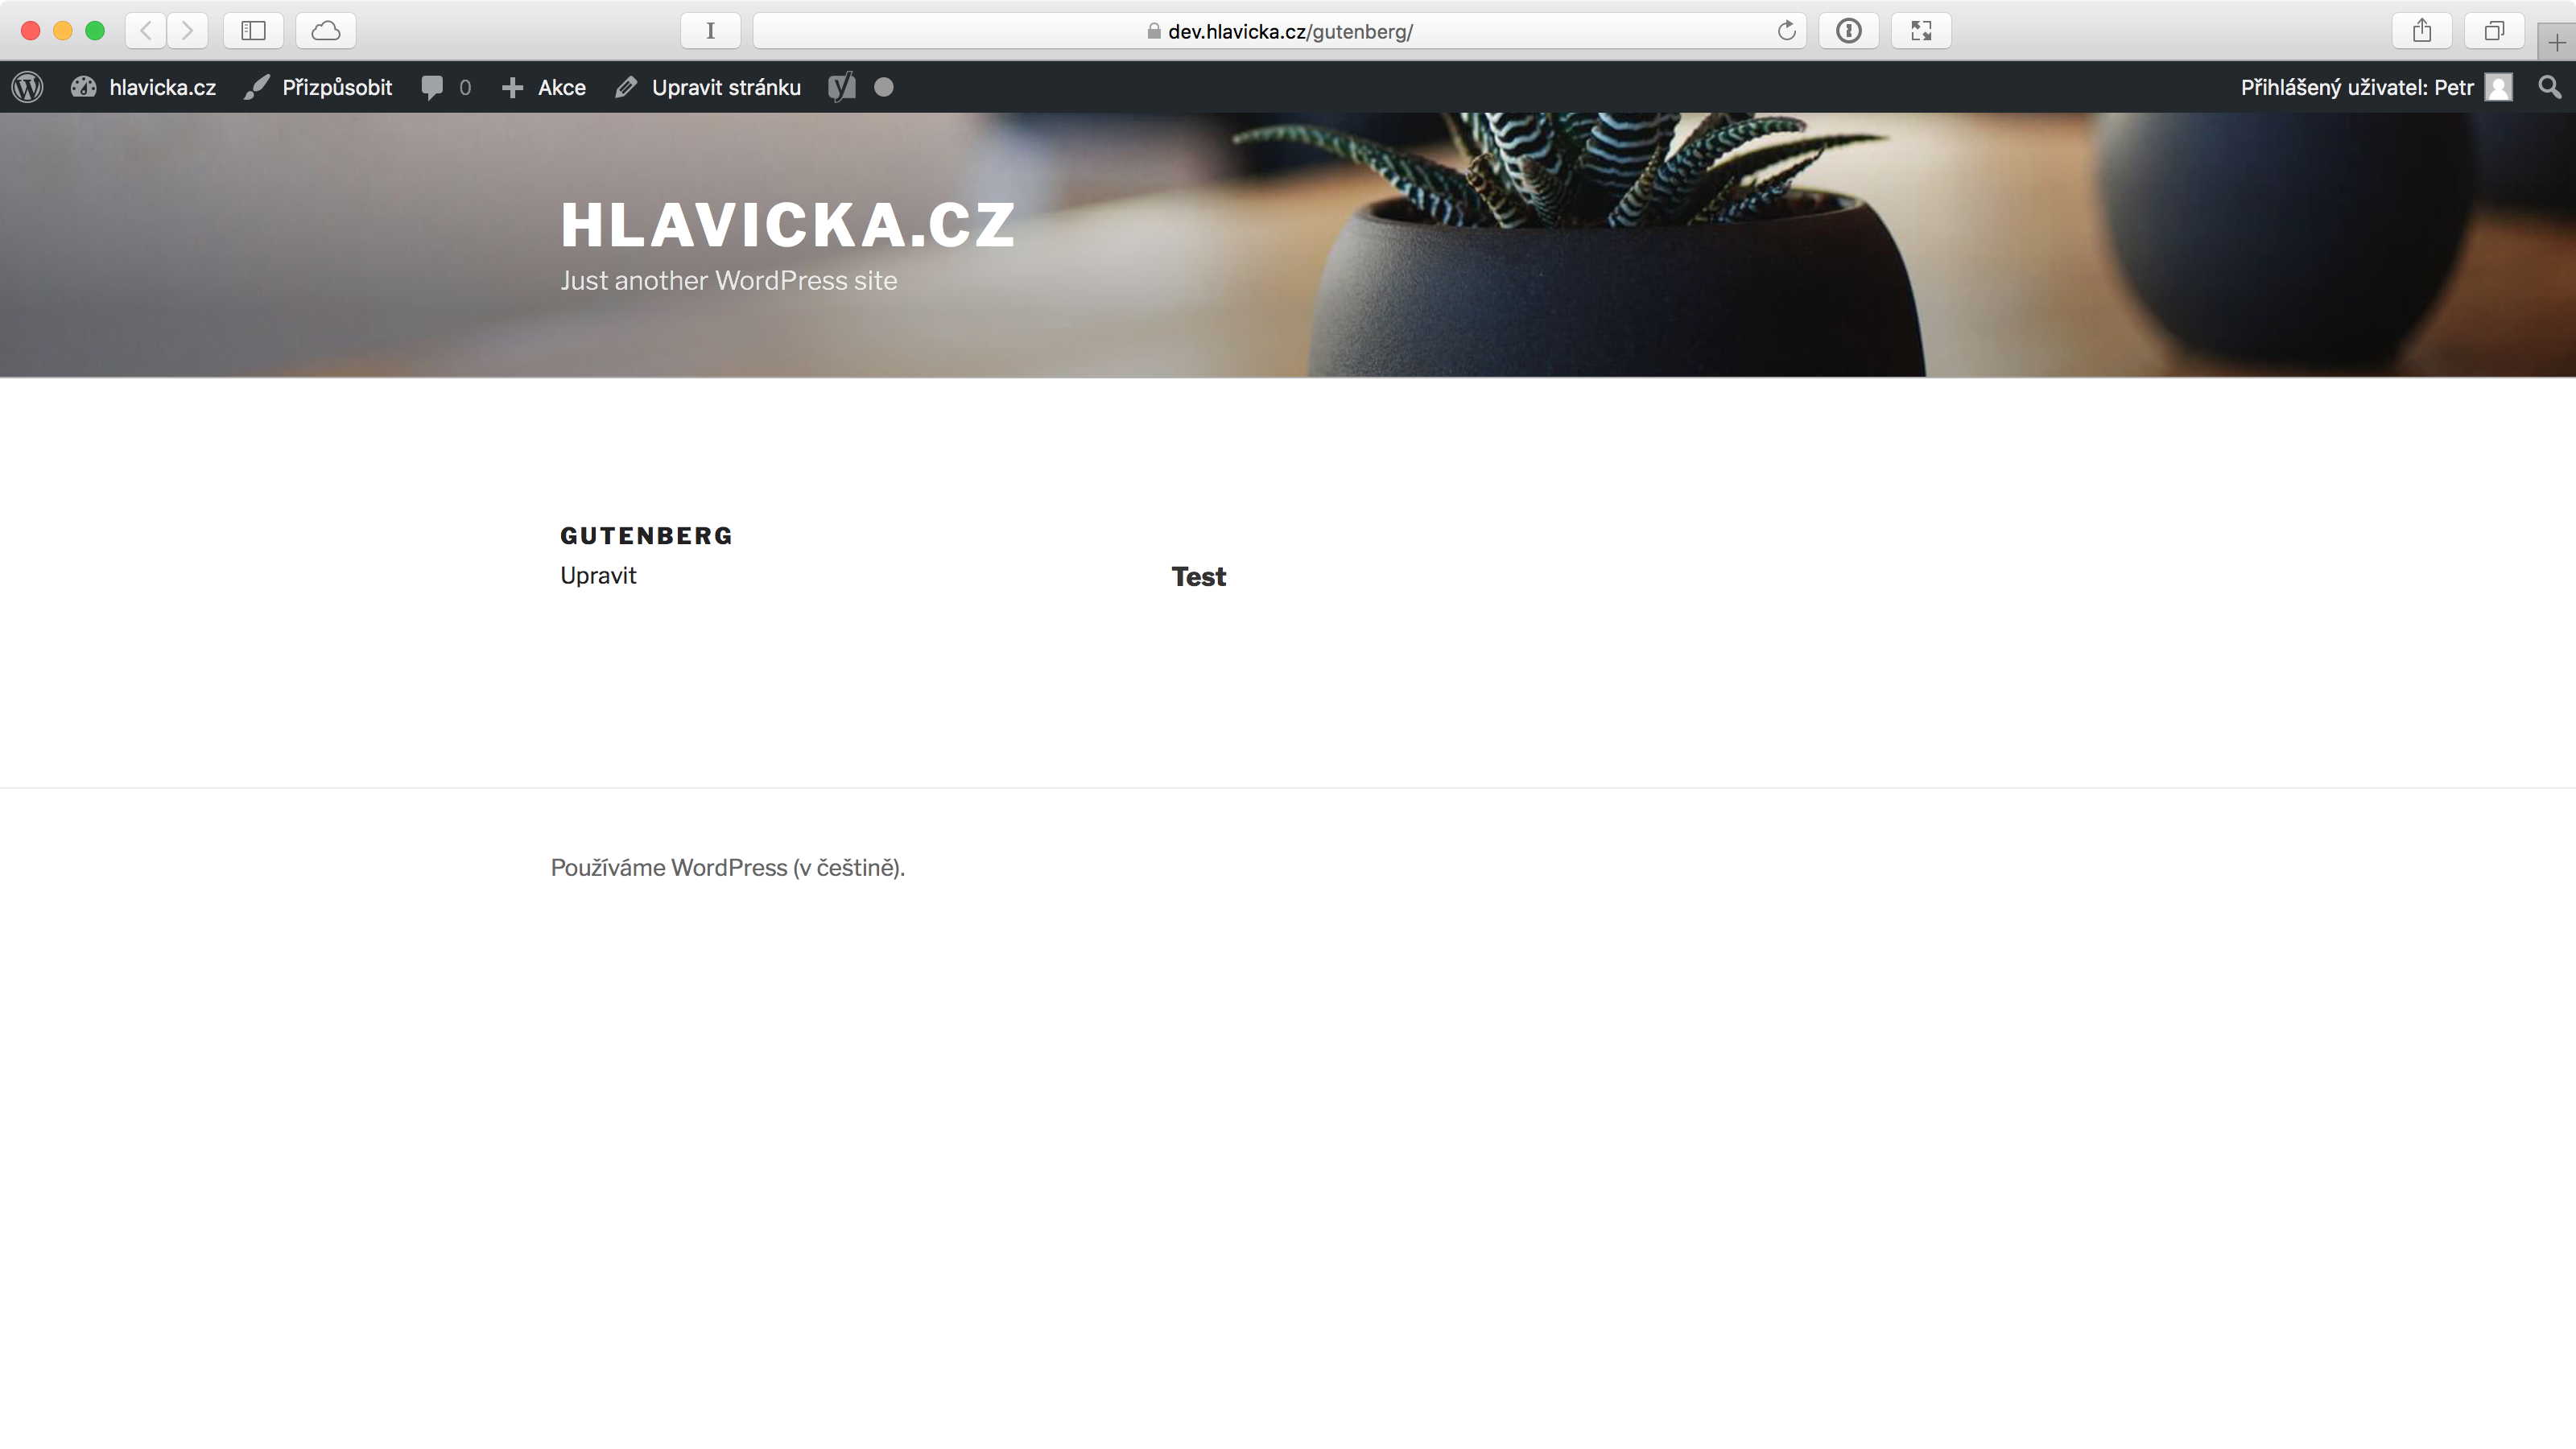 dev.hlavicka.cz/gutenberg/
hlavicka.cz Přizpůsobit 0 Akce Upravit stránku Přihlášený uživatel: Petr
HLAVICKA.CZ
Just another WordPress site
GUTENBERG
Upravit
Test
Používáme WordPress (v češtině).